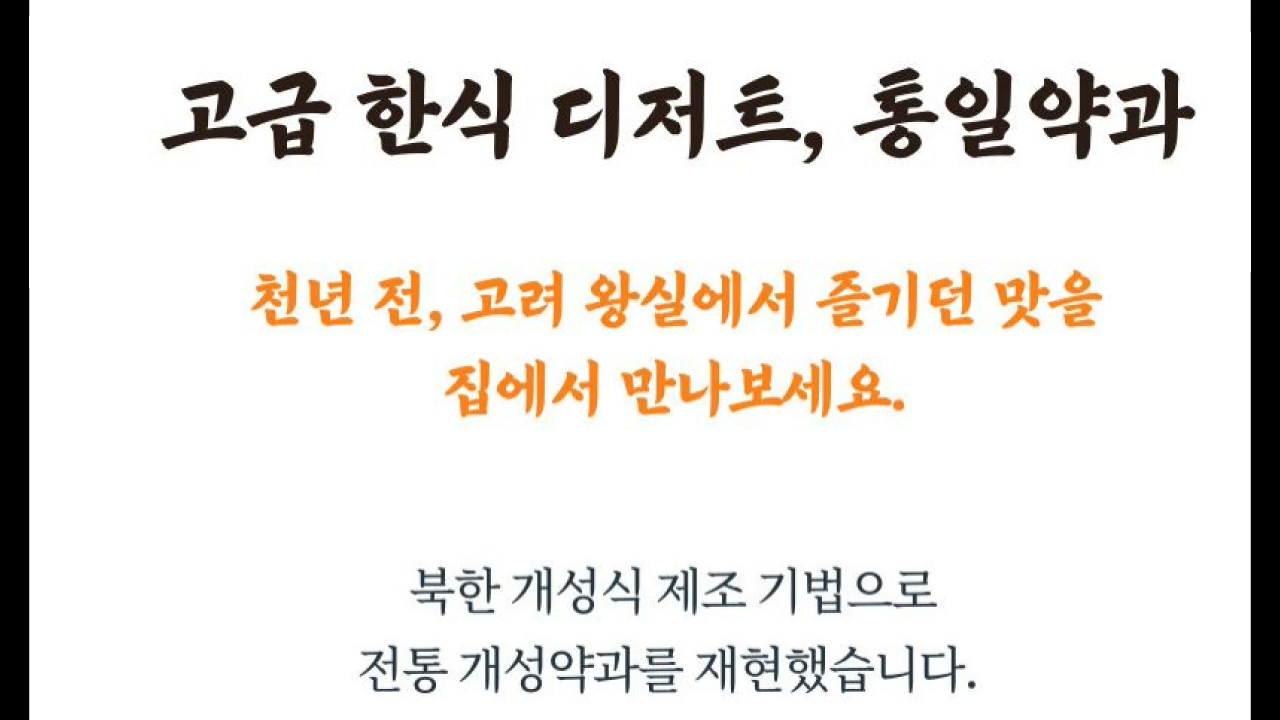 고급 한식 디저트, 통일약과
천년 전, 고려 왕실에서 즐기던 맛을
집에서 만나보세요.
북한 개성식 제조 기법으로
전통 개성약과를 재현했습니다.